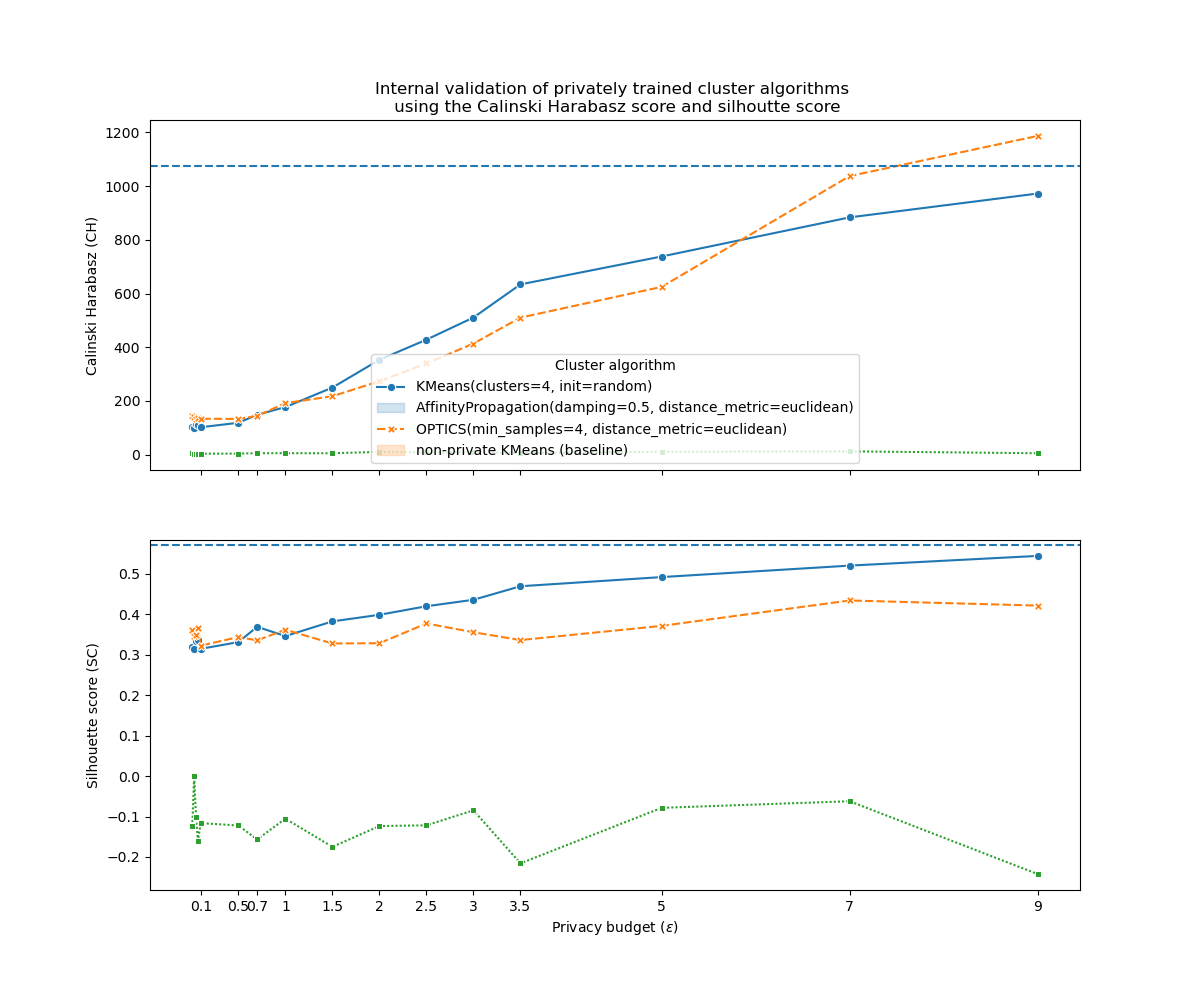 Internal validation of privately trained cluster algorithms
using the Calinski Harabasz score and silhoutte score
1200
1000
800
600
400
200
0
Calinski Harabasz (CH)
Cluster algorithm
KMeans(clusters=4, init=random)
AffinityPropagation(damping=0.5, distance_metric=euclidean)
OPTICS(min_samples=4, distance_metric=euclidean)
non-private KMeans (baseline)
0.5
0.4
0.3
0.2
0.1
0.0
−0.1
−0.2
Silhouette score (SC)
0.1 0.5 0.7 1 1.5 2 2.5 3 3.5 5 7 9
Privacy budget (ε)